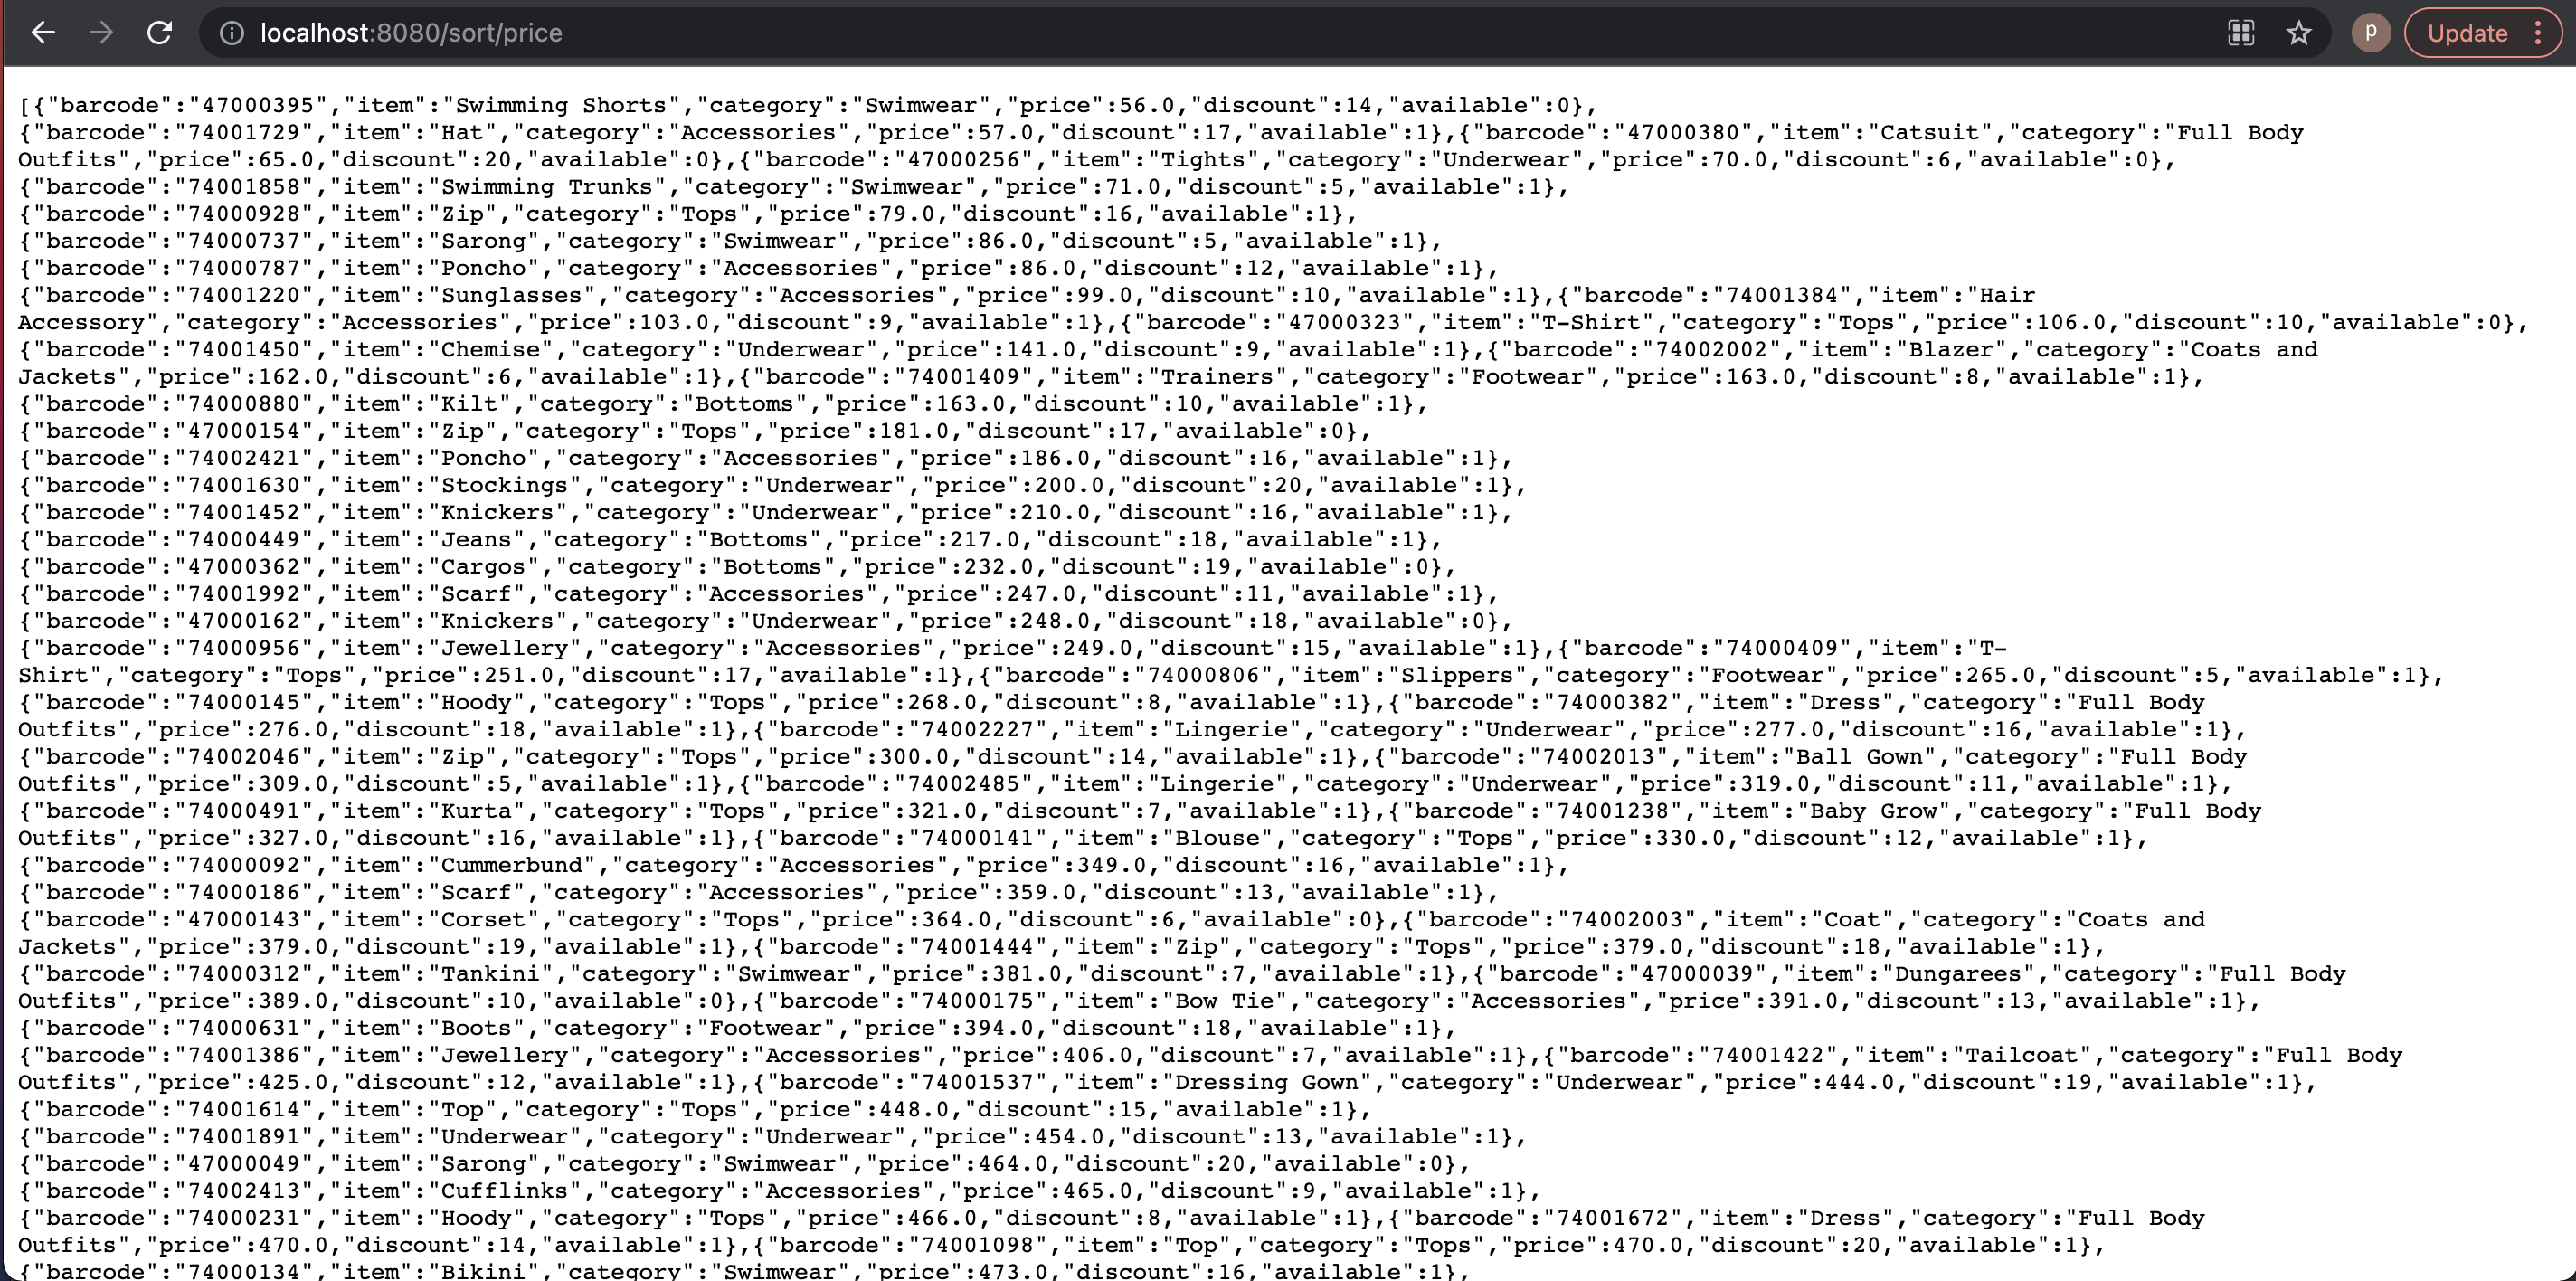 localhost:8080/sort/price
p
Update
[{"barcode":"47000395","item":"Swimming Shorts","category":"Swimwear","price":56.0,"discount":14,"available":0},
{"barcode":"74001729","item":"Hat","category":"Accessories","price":57.0,"discount":17,"available":1},{"barcode":"47000380","item":"Catsuit","category":"Full Body
Outfits","price":65.0,"discount":20,"available":0},{"barcode":"47000256","item":"Tights","category":"Underwear","price":70.0,"discount":6,"available":0},
{"barcode":"74001858","item":"Swimming Trunks","category":"Swimwear","price":71.0,"discount":5,"available":1},
{"barcode":"74000928","item":"Zip","category":"Tops","price":79.0,"discount":16,"available":1},
{"barcode":"74000737","item":"Sarong","category":"Swimwear","price":86.0,"discount":5,"available":1},
{"barcode":"74000787","item":"Poncho","category":"Accessories","price":86.0,"discount":12,"available":1},
{"barcode":"74001220","item":"Sunglasses","category":"Accessories","price":99.0,"discount":10,"available":1},{"barcode":"74001384","item":"Hair
Accessory","category":"Accessories","price":103.0,"discount":9,"available":1},{"barcode":"47000323","item":"T-Shirt","category":"Tops","price":106.0,"discount":10,"available":0},
{"barcode":"74001450","item":"Chemise","category":"Underwear","price":141.0,"discount":9,"available":1},{"barcode":"74002002","item":"Blazer","category":"Coats and
Jackets","price":162.0,"discount":6,"available":1},{"barcode":"74001409","item":"Trainers","category":"Footwear","price":163.0,"discount":8,"available":1},
{"barcode":"74000880","item":"Kilt","category":"Bottoms","price":163.0,"discount":10,"available":1},
{"barcode":"47000154","item":"Zip","category":"Tops","price":181.0,"discount":17,"available":0},
{"barcode":"74002421","item":"Poncho","category":"Accessories","price":186.0,"discount":16,"available":1},
{"barcode":"74001630","item":"Stockings","category":"Underwear","price":200.0,"discount":20,"available":1},
{"barcode":"74001452","item":"Knickers","category":"Underwear","price":210.0,"discount":16,"available":1},
{"barcode":"74000449","item":"Jeans","category":"Bottoms","price":217.0,"discount":18,"available":1},
{"barcode":"47000362","item":"Cargos","category":"Bottoms","price":232.0,"discount":19,"available":0},
{"barcode":"74001992","item":"Scarf","category":"Accessories","price":247.0,"discount":11,"available":1},
{"barcode":"47000162","item":"Knickers","category":"Underwear","price":248.0,"discount":18,"available":0},
{"barcode":"74000956","item":"Jewellery","category":"Accessories","price":249.0,"discount":15,"available":1},{"barcode":"74000409","item":"T-
Shirt","category":"Tops","price":251.0,"discount":17,"available":1},{"barcode":"74000806","item":"Slippers","category":"Footwear","price":265.0,"discount":5,"available":1},
{"barcode":"74000145","item":"Hoody","category":"Tops","price":268.0,"discount":8,"available":1},{"barcode":"74000382","item":"Dress","category":"Full Body
Outfits","price":276.0,"discount":18,"available":1},{"barcode":"74002227","item":"Lingerie","category":"Underwear","price":277.0,"discount":16,"available":1},
{"barcode":"74002046","item":"Zip","category":"Tops","price":300.0,"discount":14,"available":1},{"barcode":"74002013","item":"Ball Gown","category":"Full Body
Outfits","price":309.0,"discount":5,"available":1},{"barcode":"74002485","item":"Lingerie","category":"Underwear","price":319.0,"discount":11,"available":1},
{"barcode":"74000491","item":"Kurta","category":"Tops","price":321.0,"discount":7,"available":1},{"barcode":"74001238","item":"Baby Grow","category":"Full Body
Outfits","price":327.0,"discount":16,"available":1},{"barcode":"74000141","item":"Blouse","category":"Tops","price":330.0,"discount":12,"available":1},
{"barcode":"74000092","item":"Cummerbund","category":"Accessories","price":349.0,"discount":16,"available":1},
{"barcode":"74000186","item":"Scarf","category":"Accessories","price":359.0,"discount":13,"available":1},
{"barcode":"47000143","item":"Corset","category":"Tops","price":364.0,"discount":6,"available":0},{"barcode":"74002003","item":"Coat","category":"Coats and
Jackets","price":379.0,"discount":19,"available":1},{"barcode":"74001444","item":"Zip","category":"Tops","price":379.0,"discount":18,"available":1},
{"barcode":"74000312","item":"Tankini","category":"Swimwear","price":381.0,"discount":7,"available":1},{"barcode":"47000039","item":"Dungarees","category":"Full Body
Outfits","price":389.0,"discount":10,"available":0},{"barcode":"74000175","item":"Bow Tie","category":"Accessories","price":391.0,"discount":13,"available":1},
{"barcode":"74000631","item":"Boots","category":"Footwear","price":394.0,"discount":18,"available":1},
{"barcode":"74001386","item":"Jewellery","category":"Accessories","price":406.0,"discount":7,"available":1},{"barcode":"74001422","item":"Tailcoat","category":"Full Body
Outfits","price":425.0,"discount":12,"available":1},{"barcode":"74001537","item":"Dressing Gown","category":"Underwear","price":444.0,"discount":19,"available":1},
{"barcode":"74001614","item":"Top","category":"Tops","price":448.0,"discount":15,"available":1},
{"barcode":"74001891","item":"Underwear","category":"Underwear","price":454.0,"discount":13,"available":1},
{"barcode":"47000049","item":"Sarong","category":"Swimwear","price":464.0,"discount":20,"available":0},
{"barcode":"74002413","item":"Cufflinks","category":"Accessories","price":465.0,"discount":9,"available":1},
{"barcode":"74000231","item":"Hoody","category":"Tops","price":466.0,"discount":8,"available":1},{"barcode":"74001672","item":"Dress","category":"Full Body
Outfits","price":470.0,"discount":14,"available":1},{"barcode":"74001098","item":"Top","category":"Tops","price":470.0,"discount":20,"available":1},
{"barcode":"74000134","item":"Bikini","category":"Swimwear","price":473.0,"discount":16,"available":1},